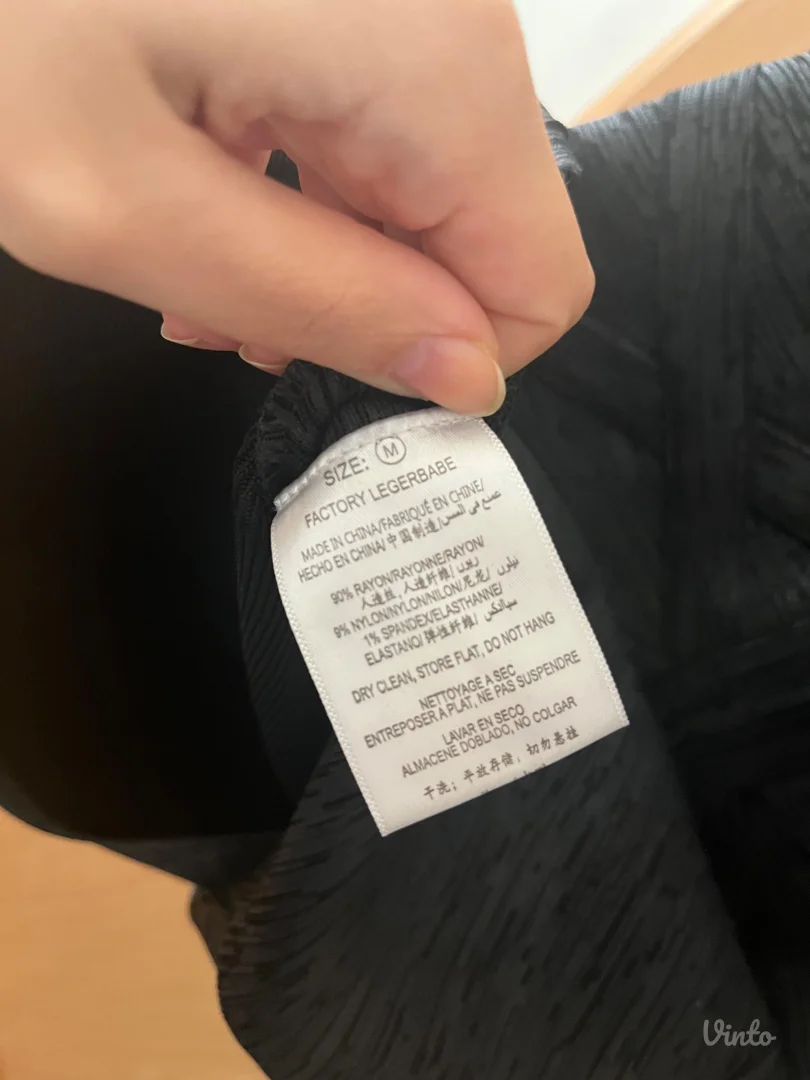 SIZE: M
FACTORY LEGERBABE
MADE IN CHINA/FABRIQUÉ EN CHINE/
HECHO EN CHINA/ 中国制造/صنع في الصين
90% RAYON/RAYONNE/RAYON/
人造丝, 人造纤维/ ريون/
9% NYLON/NYLON/NILON/尼龙/ نيلون/
1% SPANDEX/ELASTHANNE/
ELASTANO/ 弹性纤维/ سباندكس
DRY CLEAN, STORE FLAT, DO NOT HANG
NETTOYAGE A SEC
ENTREPOSER A PLAT, NE PAS SUSPENDRE
LAVAR EN SECO
ALMACENE DOBLADO, NO COLGAR
干洗; 平放存储, 切勿悬挂
Vinto